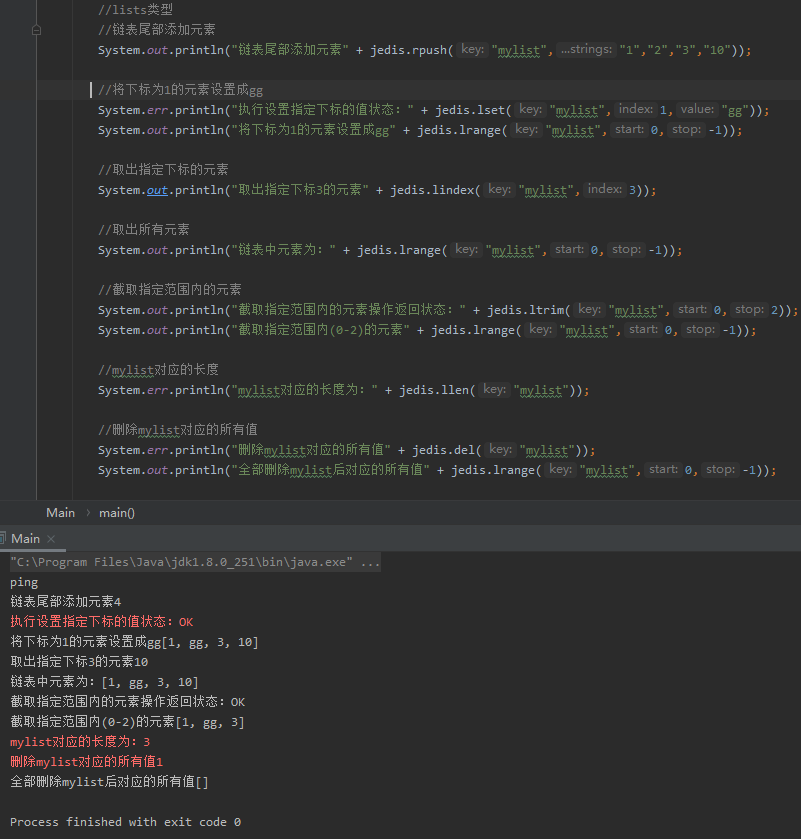 //lists类型
//链表尾部添加元素
System.out.println("链表尾部添加元素" + jedis.rpush( key: "mylist", ...strings: "1","2","3","10"));
//将下标为1的元素设置成gg
System.err.println("执行设置指定下标的值状态：" + jedis.lset( key: "mylist", index: 1, value: "gg"));
System.out.println("将下标为1的元素设置成gg" + jedis.lrange( key: "mylist", start: 0, stop: -1));
//取出指定下标的元素
System.out.println("取出指定下标3的元素" + jedis.lindex( key: "mylist", index: 3));
//取出所有元素
System.out.println("链表中元素为：" + jedis.lrange( key: "mylist", start: 0, stop: -1));
//截取指定范围内的元素
System.out.println("截取指定范围内的元素操作返回状态：" + jedis.ltrim( key: "mylist", start: 0, stop: 2));
System.out.println("截取指定范围内(0-2)的元素" + jedis.lrange( key: "mylist", start: 0, stop: -1));
//mylist对应的长度
System.err.println("mylist对应的长度为：" + jedis.llen( key: "mylist"));
//删除mylist对应的所有值
System.err.println("删除mylist对应的所有值" + jedis.del( key: "mylist"));
System.out.println("全部删除mylist后对应的所有值" + jedis.lrange( key: "mylist", start: 0, stop: -1));
Main › main()
Main ×
"C:\Program Files\Java\jdk1.8.0_251\bin\java.exe" ...
ping
链表尾部添加元素4
执行设置指定下标的值状态：OK
将下标为1的元素设置成gg[1, gg, 3, 10]
取出指定下标3的元素10
链表中元素为：[1, gg, 3, 10]
截取指定范围内的元素操作返回状态：OK
截取指定范围内(0-2)的元素[1, gg, 3]
mylist对应的长度为：3
删除mylist对应的所有值1
全部删除mylist后对应的所有值[]
Process finished with exit code 0